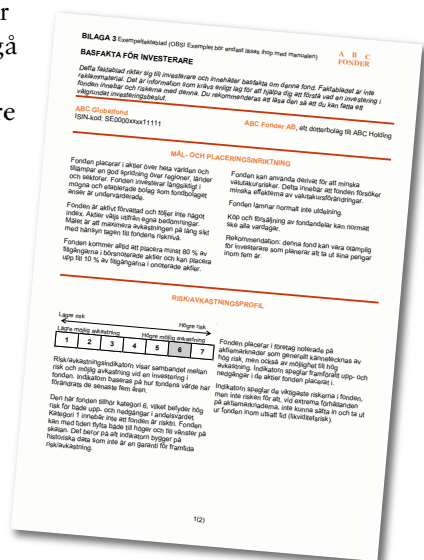 r
gå
re
BILAGA 3 Exempelfaktablad (OBS! Exemplet bör endast läses ihop med manualen)
A B C
FONDER
BASFAKTA FÖR INVESTERARE
Detta faktablad riktar sig till investerare och innehåller basfakta om denna fond. Faktabladet är inte
reklammaterial. Det är information som krävs enligt lag för att hjälpa dig att förstå vad en investering i
fonden innebär och riskerna med denna. Du rekommenderas att läsa den så att du kan fatta ett
välgrundat investeringsbeslut.
ABC Globalfond
ISIN-kod: SE000xxxx11111
ABC Fonder AB, ett dotterbolag till ABC Holding
MÅL- OCH PLACERINGSINRIKTNING
Fonden placerar i aktier över hela världen och
tillämpar en god spridning över regioner, länder
och sektorer. Fonden investerar långsiktigt i
mogna och etablerade bolag som fondbolaget
anser är undervärderade.
Fonden är aktivt förvaltad och följer inte något
index. Aktier väljs utifrån egna bedömningar.
Målet är att maximera avkastningen på lång sikt
med hänsyn tagen till fondens risknivå.
Fonden kommer alltid att placera minst 80 % av
tillgångarna i börsnoterade aktier och kan placera
upp till 10 % av tillgångarna i onoterade aktier.
Fonden kan använda derivat för att minska
valutakursrisker. Detta innebär att fonden försöker
minska effekterna av valutakursförändringar.
Fonden lämnar normalt inte utdelning.
Köp och försäljning av fondandelar kan normalt
ske alla vardagar.
Rekommendation: denna fond kan vara olämplig
för investerare som planerar att ta ut sina pengar
inom fem år.
RISK/AVKASTNINGSPROFIL
Lägre risk
Högre risk
Lägre möjlig avkastning
Högre möjlig avkastning
1 2 3 4 5 6 7
Risk/avkastningsindikatorn visar sambandet mellan
risk och möjlig avkastning vid en investering i
fonden. Indikatorn baseras på hur fondens värde har
förändrats de senaste fem åren.
Den här fonden tillhör kategori 6, vilket betyder hög
risk för både upp- och nedgångar i andelsvärdet.
Kategori 1 innebär inte att fonden är riskfri. Fonden
kan med tiden flytta både till höger och till vänster på
skalan. Det beror på att indikatorn bygger på
historiska data som inte är en garanti för framtida
risk/avkastning.
Fonden placerar i företag noterade på
aktiemarknader som generellt kännetecknas av
hög risk, men också av möjlighet till hög
avkastning. Indikatorn speglar framförallt upp- och
nedgångar i de aktier fonden placerat i.
Indikatorn speglar de viktigaste riskerna i fonden,
men inte risken för att, vid extrema förhållanden
på aktiemarknaderna, inte kunna sätta in och ta ut
ur fonden inom utsatt tid (likviditetsrisk).
1(2)